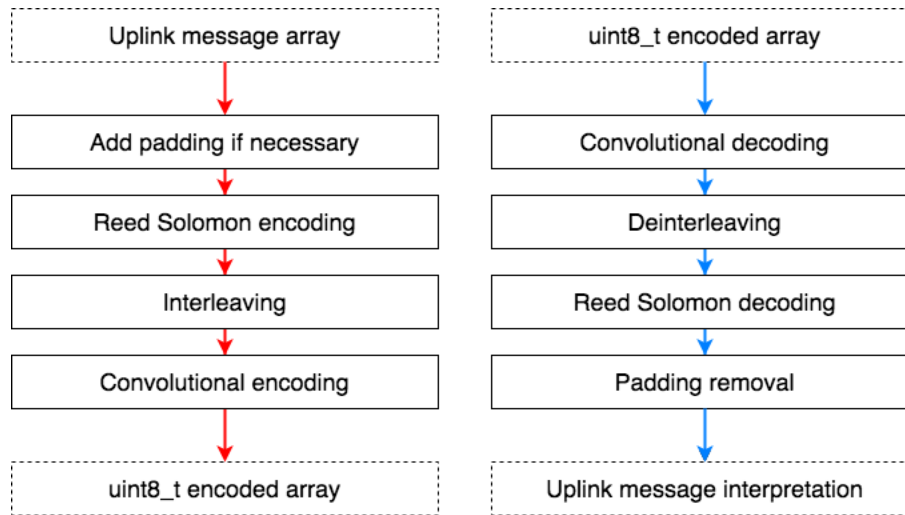 Uplink message array
Add padding if necessary
Reed Solomon encoding
Interleaving
Convolutional encoding
uint8_t encoded array
uint8_t encoded array
Convolutional decoding
Deinterleaving
Reed Solomon decoding
Padding removal
Uplink message interpretation